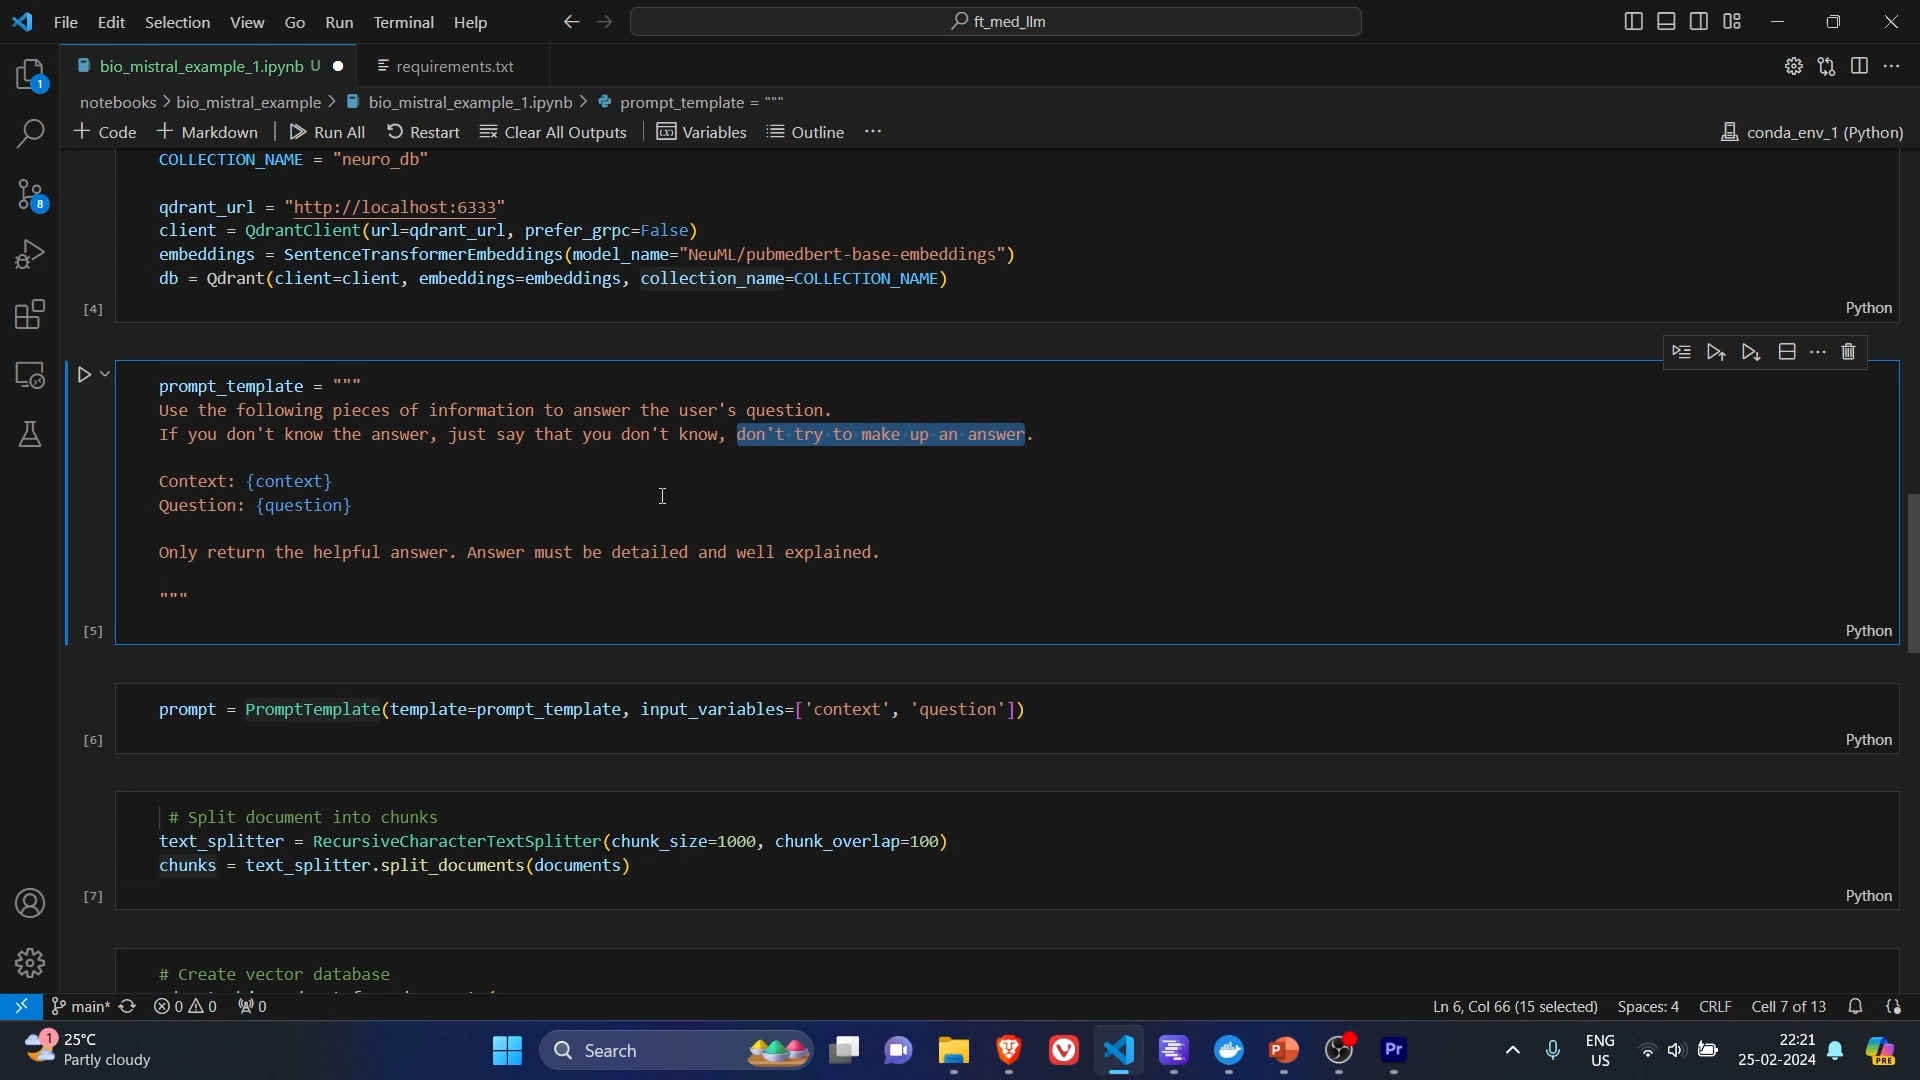 File Edit Selection View Go Run Terminal Help
ft_med_llm
1
bio_mistral_example_1.ipynb U
requirements.txt
notebooks > bio_mistral_example > bio_mistral_example_1.ipynb > prompt_template = """
+ Code + Markdown Run All Restart Clear All Outputs Variables Outline ...
conda_env_1 (Python)
COLLECTION_NAME = "neuro_db"
8
qdrant_url = "http://localhost:6333"
client = QdrantClient(url=qdrant_url, prefer_grpc=False)
embeddings = SentenceTransformerEmbeddings(model_name="NeuML/pubmedbert-base-embeddings")
db = Qdrant(client=client, embeddings=embeddings, collection_name=COLLECTION_NAME)
[4]
Python
prompt_template = """
Use the following pieces of information to answer the user's question.
If you don't know the answer, just say that you don't know, don't try to make up an answer.
Context: {context}
Question: {question}
Only return the helpful answer. Answer must be detailed and well explained.
"""
[5]
Python
prompt = PromptTemplate(template=prompt_template, input_variables=['context', 'question'])
[6]
Python
# Split document into chunks
text_splitter = RecursiveCharacterTextSplitter(chunk_size=1000, chunk_overlap=100)
chunks = text_splitter.split_documents(documents)
[7]
Python
# Create vector database
main* 0 0 0
Ln 6, Col 66 (15 selected) Spaces: 4 CRLF Cell 7 of 13
1
25°C
Partly cloudy
Search
ENG
US
22:21
25-02-2024
PRE